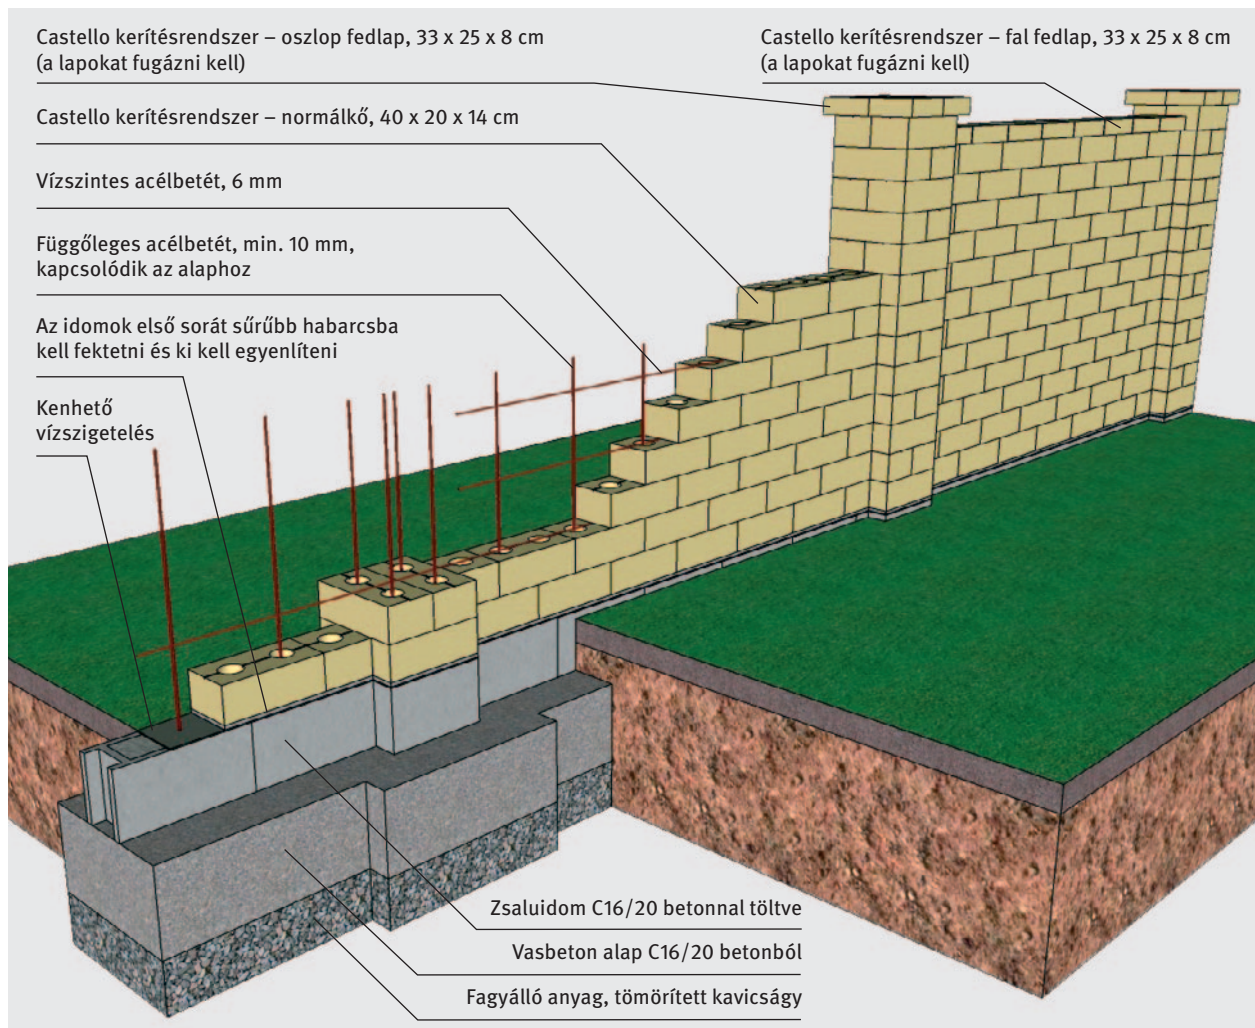 Castello kerítésrendszer – oszlop fedlap, 33 x 25 x 8 cm
(a lapokat fugázni kell)
Castello kerítésrendszer – fal fedlap, 33 x 25 x 8 cm
(a lapokat fugázni kell)
Castello kerítésrendszer – normálkő, 40 x 20 x 14 cm
Vízszintes acélbetét, 6 mm
Függőleges acélbetét, min. 10 mm,
kapcsolódik az alaphoz
Az idomok első sorát sűrűbb habarcsba
kell fektetni és ki kell egyenlíteni
Kenhető
vízszigetelés
Zsaluidom C16/20 betonnal töltve
Vasbeton alap C16/20 betonból
Fagyálló anyag, tömörített kavicságy